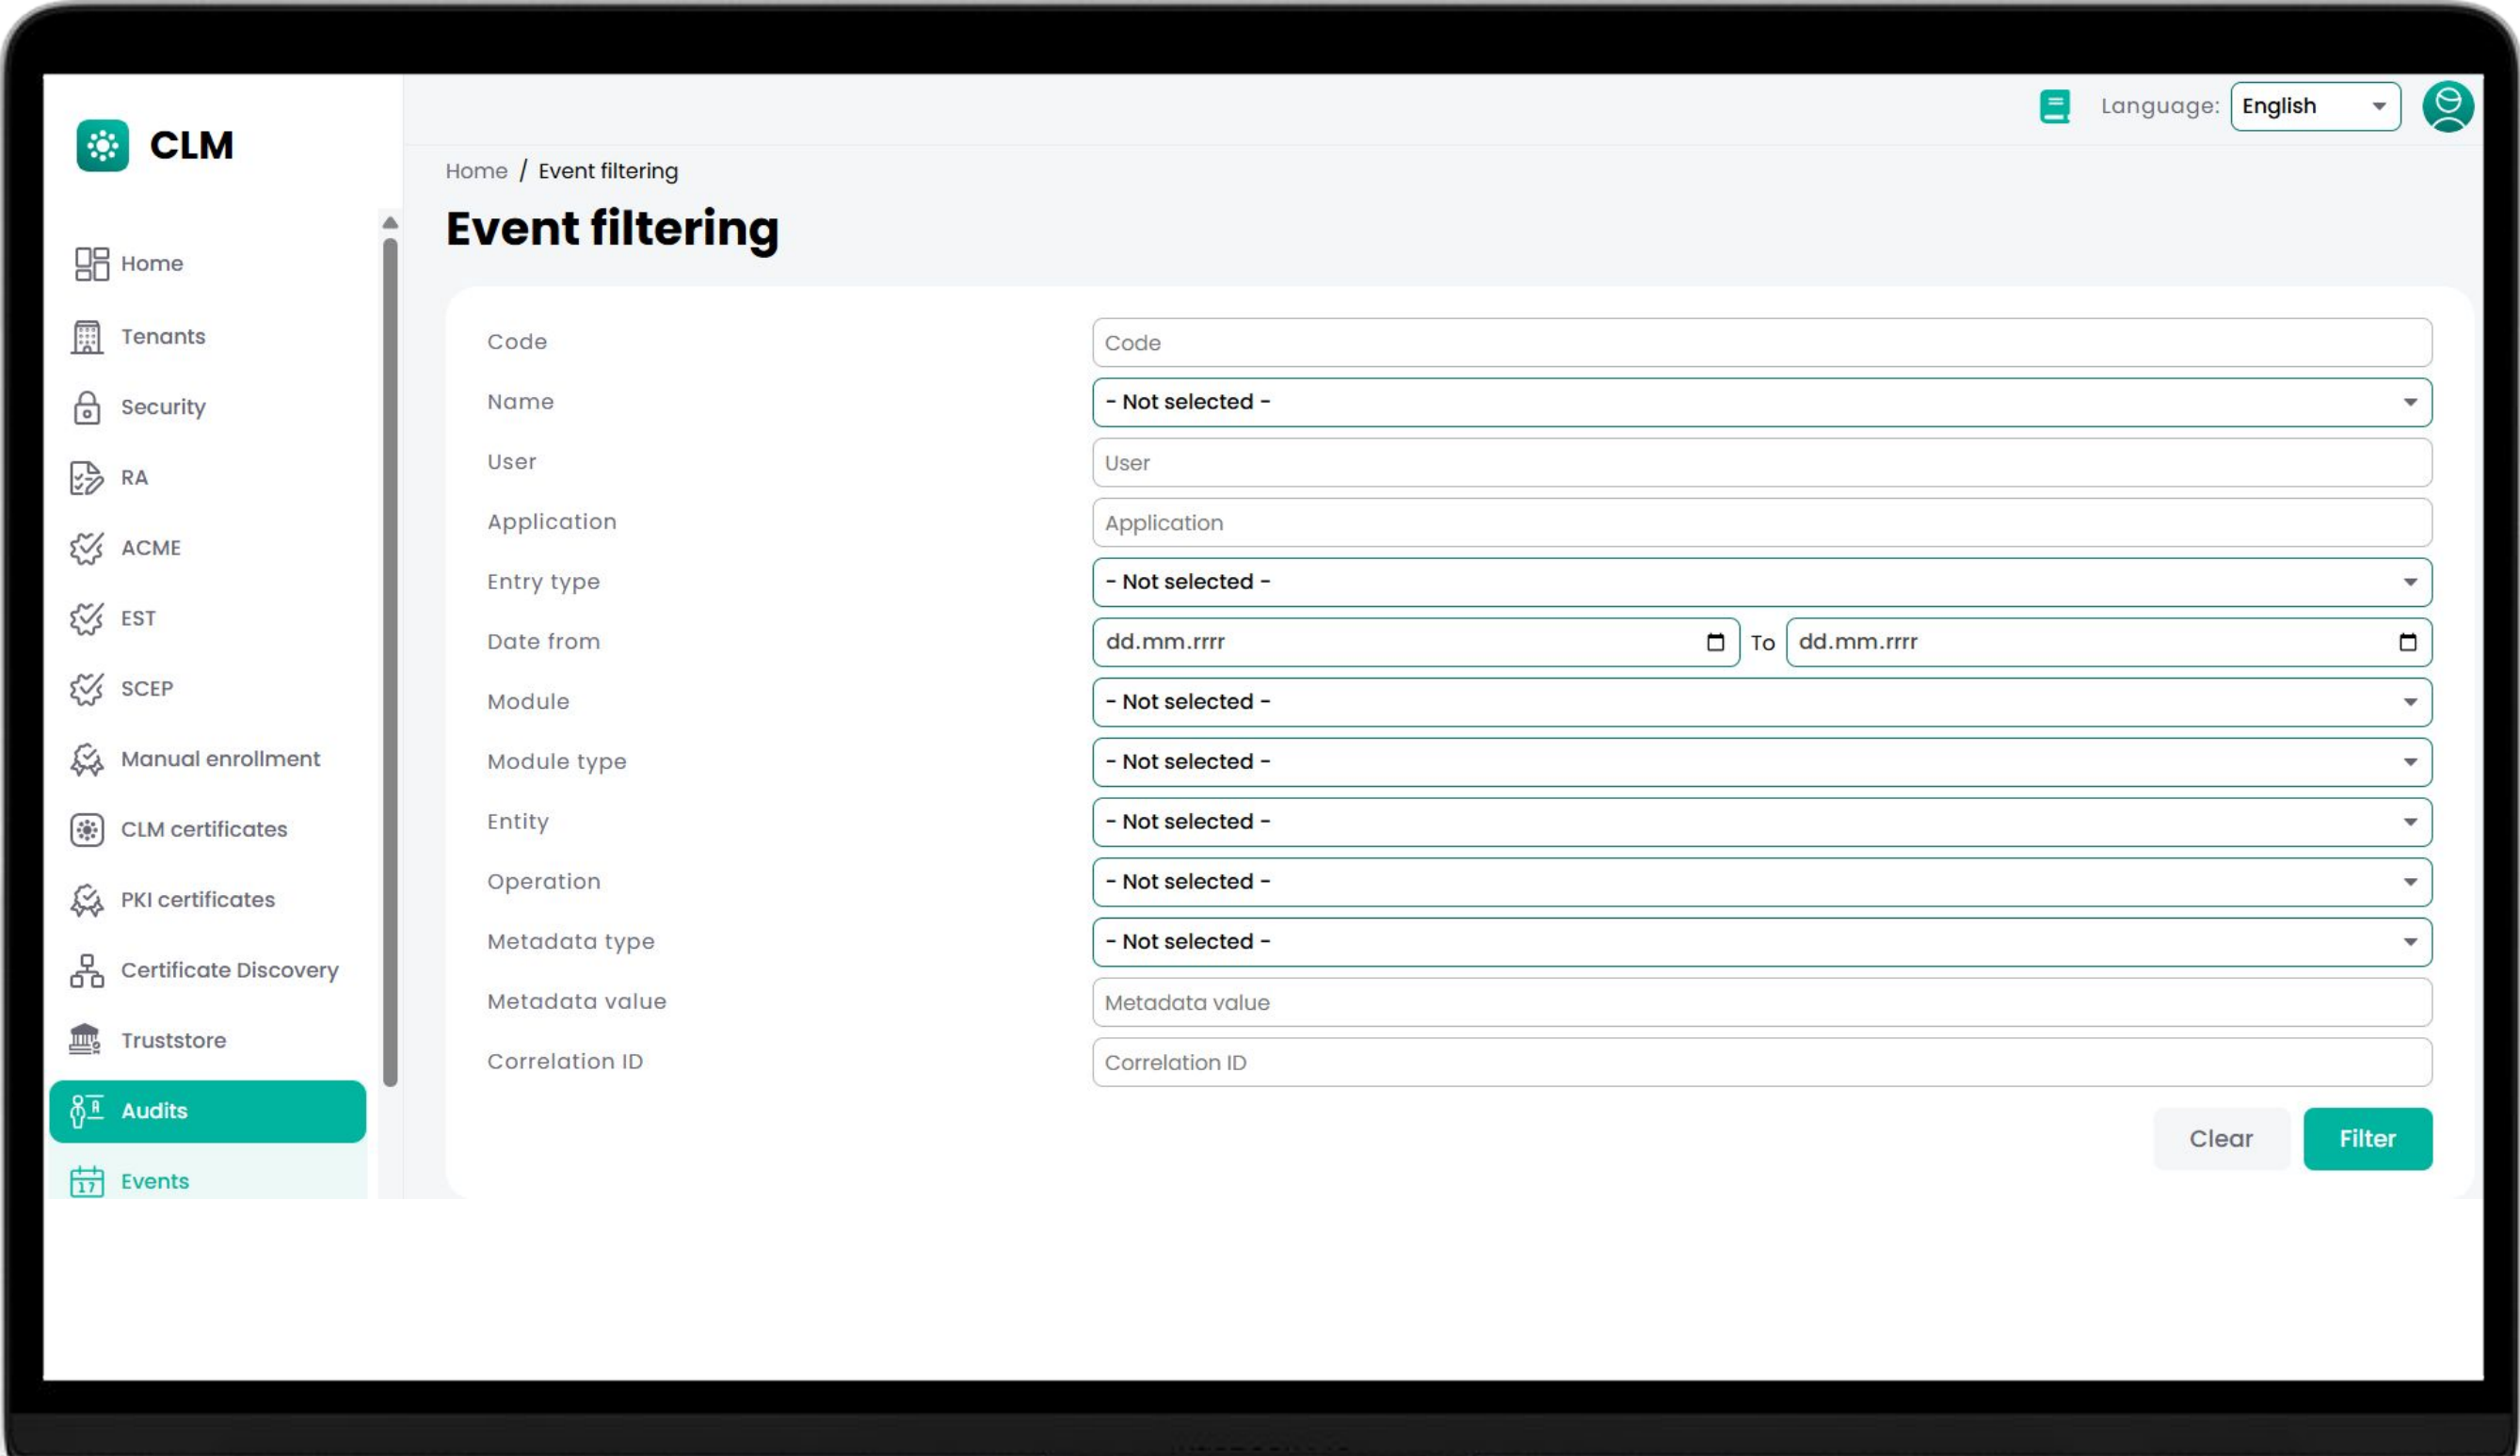 CLM
Language: English
Home / Event filtering
Event filtering
Home
Tenants
Security
RA
ACME
EST
SCEP
Manual enrollment
CLM certificates
PKI certificates
Certificate Discovery
Truststore
Audits
Events
Code Code
Name - Not selected -
User User
Application Application
Entry type - Not selected -
Date from dd.mm.rrrr To dd.mm.rrrr
Module - Not selected -
Module type - Not selected -
Entity - Not selected -
Operation - Not selected -
Metadata type - Not selected -
Metadata value Metadata value
Correlation ID Correlation ID
Clear Filter